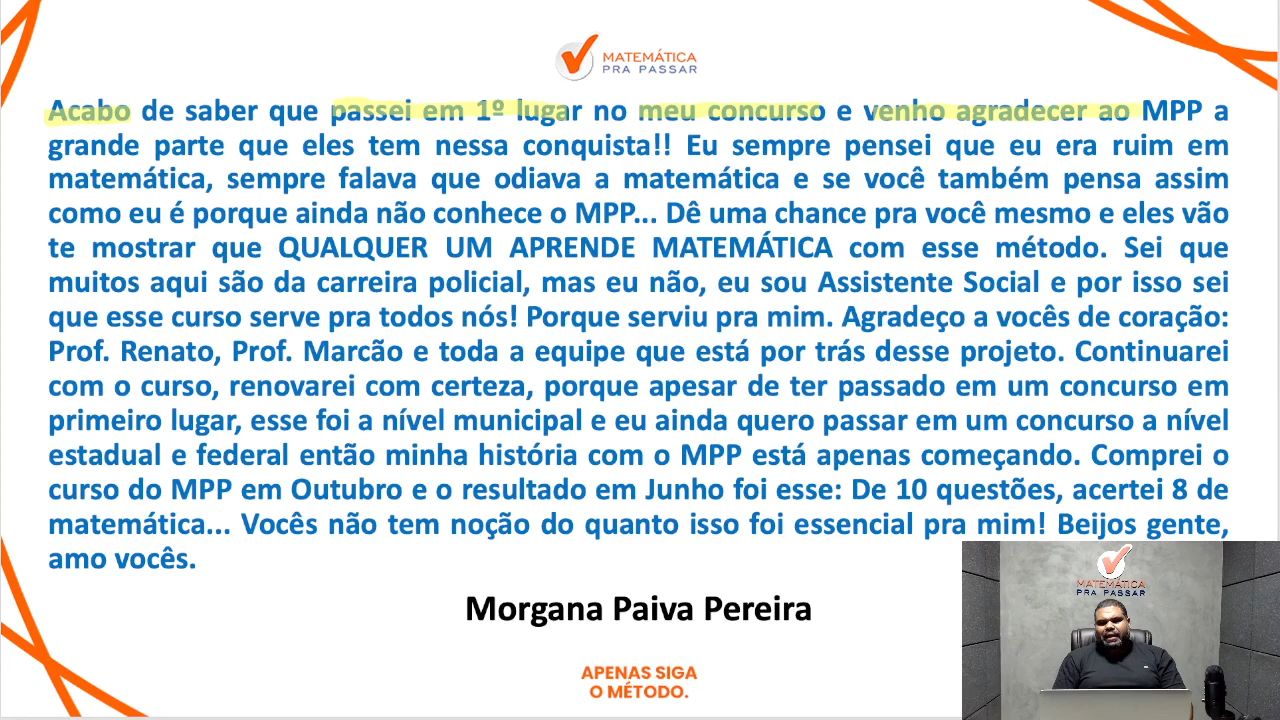 MATEMÁTICA
PRA PASSAR
Acabo de saber que passei em 1º lugar no meu concurso e venho agradecer ao MPP a
grande parte que eles tem nessa conquista!! Eu sempre pensei que eu era ruim em
matemática, sempre falava que odiava a matemática e se você também pensa assim
como eu é porque ainda não conhece o MPP... Dê uma chance pra você mesmo e eles vão
te mostrar que QUALQUER UM APRENDE MATEMÁTICA com esse método. Sei que
muitos aqui são da carreira policial, mas eu não, eu sou Assistente Social e por isso sei
que esse curso serve pra todos nós! Porque serviu pra mim. Agradeço a vocês de coração:
Prof. Renato, Prof. Marcão e toda a equipe que está por trás desse projeto. Continuarei
com o curso, renovarei com certeza, porque apesar de ter passado em um concurso em
primeiro lugar, esse foi a nível municipal e eu ainda quero passar em um concurso a nível
estadual e federal então minha história com o MPP está apenas começando. Comprei o
curso do MPP em Outubro e o resultado em Junho foi esse: De 10 questões, acertei 8 de
matemática... Vocês não tem noção do quanto isso foi essencial pra mim! Beijos gente,
amo vocês.
Morgana Paiva Pereira
APENAS SIGA
O MÉTODO.
MATEMÁTICA
PRA PASSAR